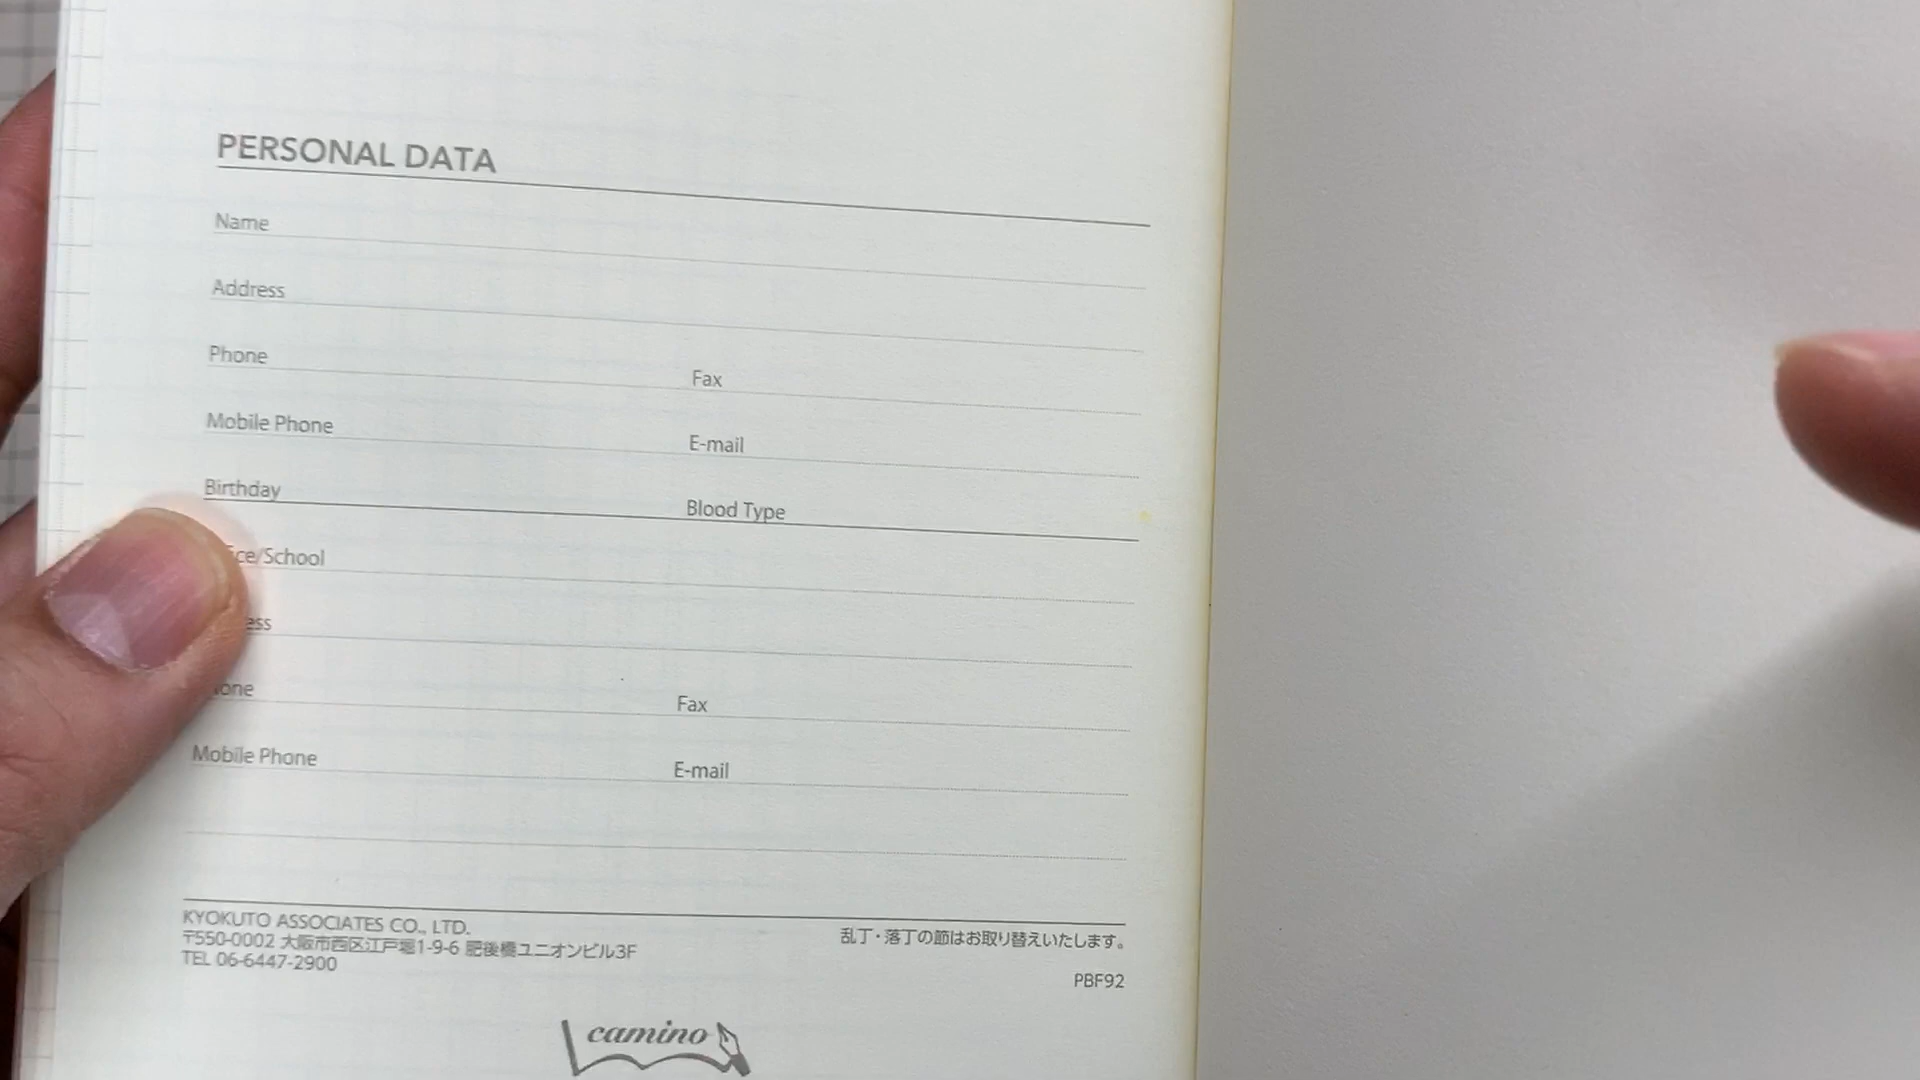 PERSONAL DATA
Name
Address
Phone Fax
Mobile Phone E-mail
Birthday Blood Type
ce/School
ess
one Fax
Mobile Phone E-mail
KYOKUTO ASSOCIATES CO., LTD.
〒550-0002 大阪市西区江戸堀1-9-6 肥後橋ユニオンビル3F
TEL 06-6447-2900
乱丁・落丁の節はお取り替えいたします。
PBF92
camino